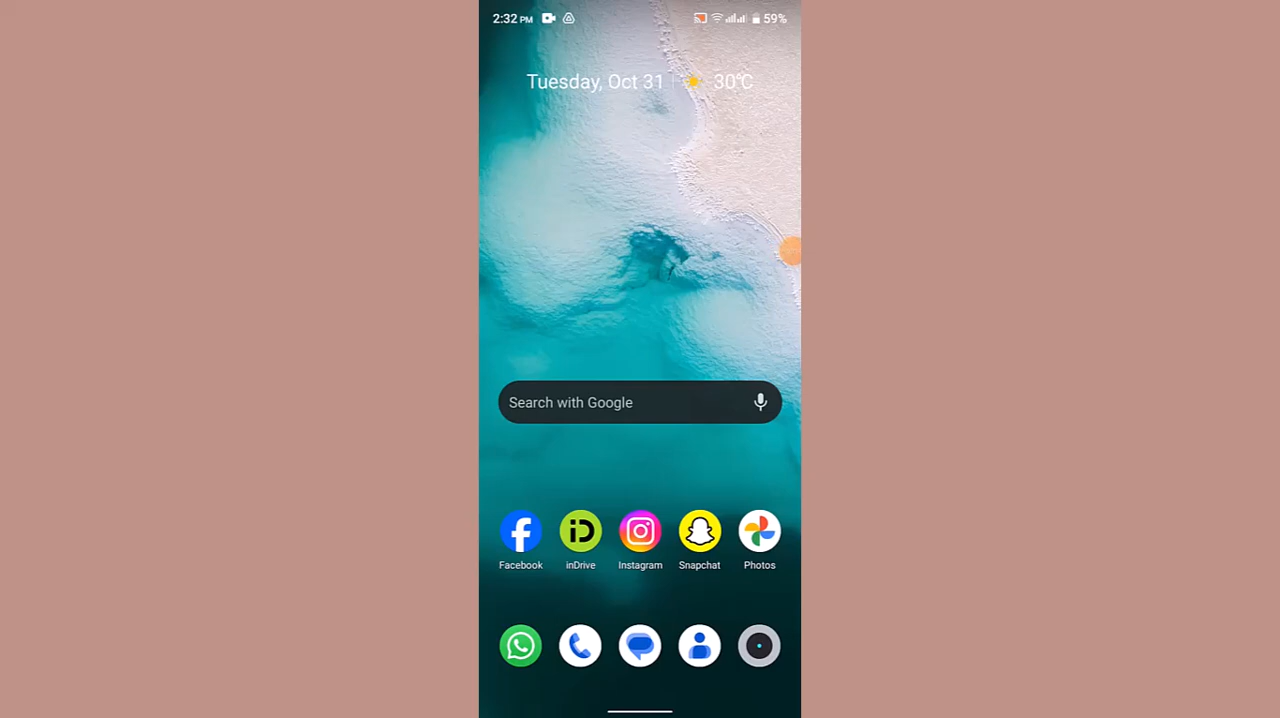 2:32 PM 59%
Tuesday, Oct 31 30°C
Search with Google
Facebook inDrive Instagram Snapchat Photos